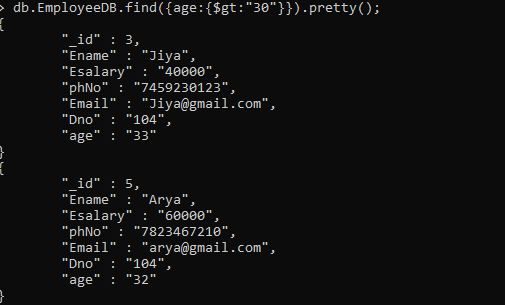 > db.EmployeeDB.find({age:{$gt:"30"}}).pretty();
{
"_id" : 3,
"Ename" : "Jiya",
"Esalary" : "40000",
"phNo" : "7459230123",
"Email" : "Jiya@gmail.com",
"Dno" : "104",
"age" : "33"
}
{
"_id" : 5,
"Ename" : "Arya",
"Esalary" : "60000",
"phNo" : "7823467210",
"Email" : "arya@gmail.com",
"Dno" : "104",
"age" : "32"
}